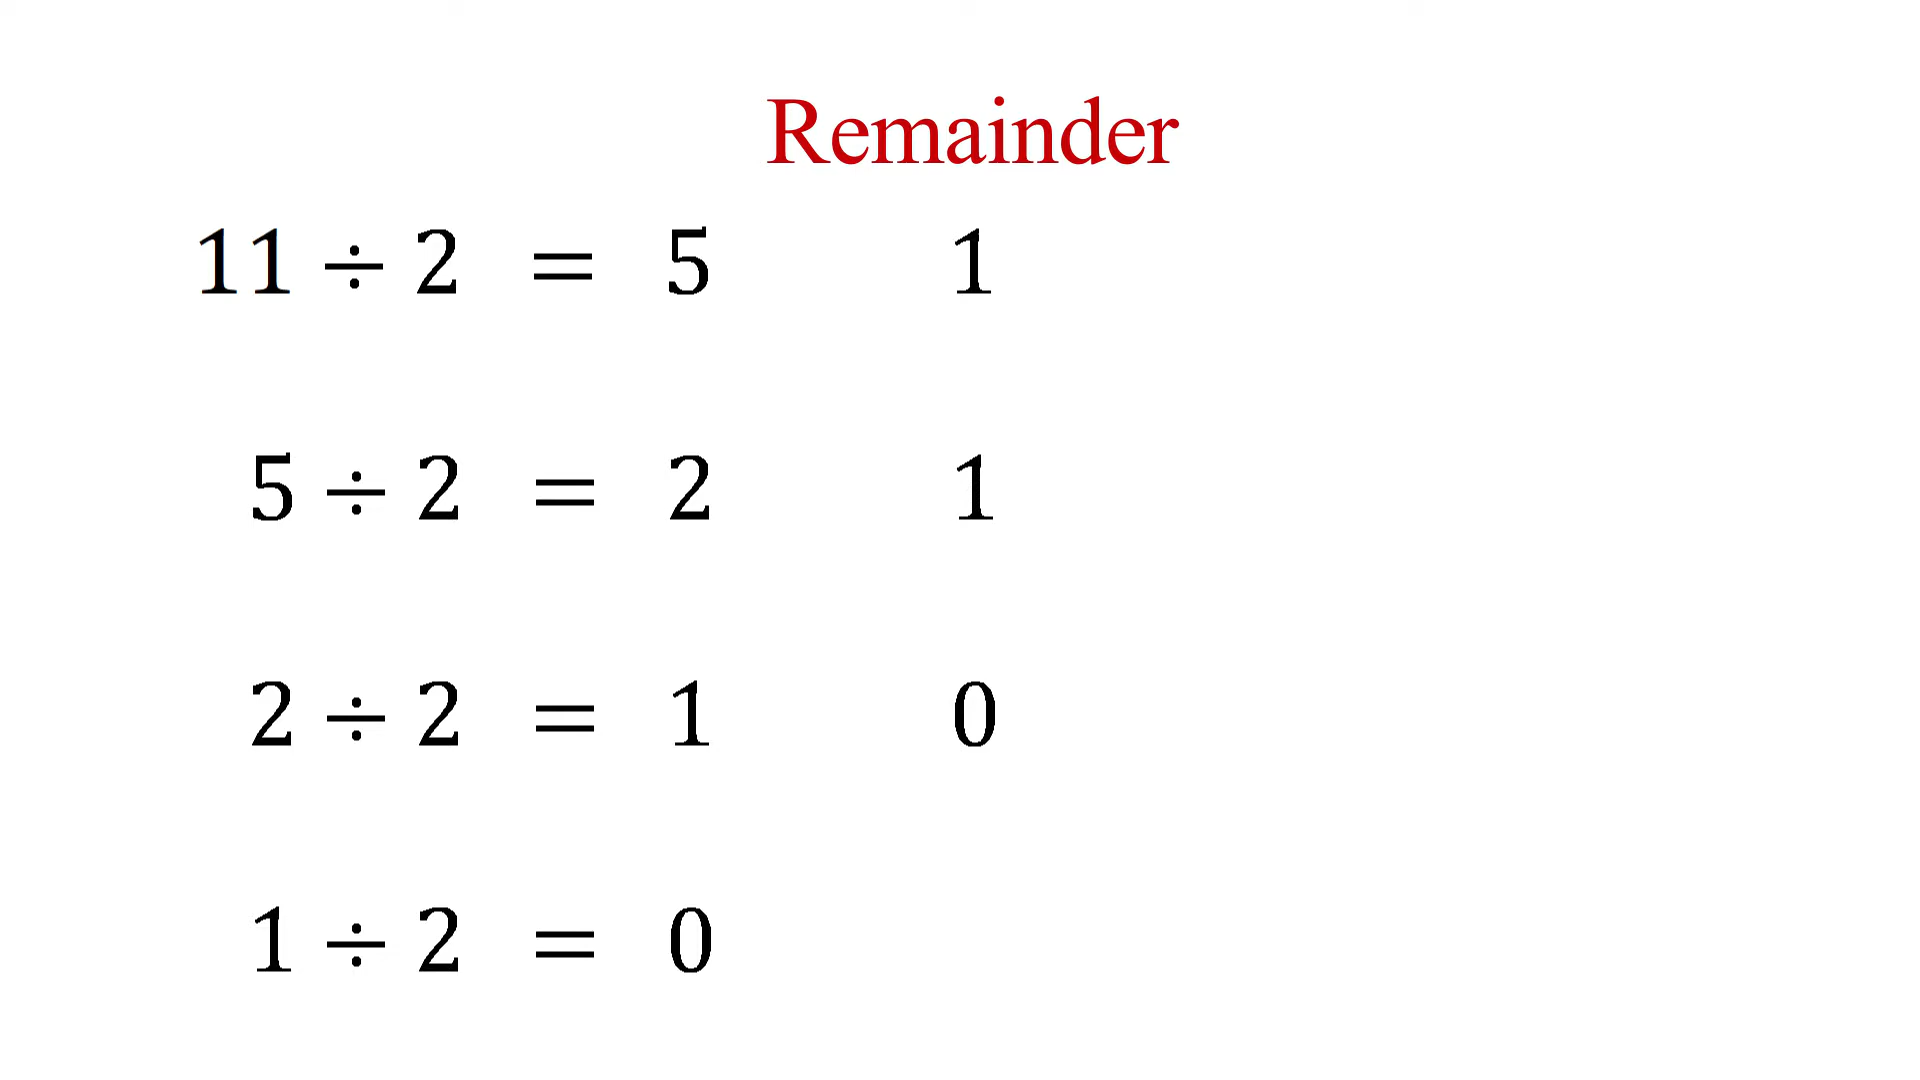 Remainder
11 ÷ 2 = 5 1
5 ÷ 2 = 2 1
2 ÷ 2 = 1 0
1 ÷ 2 = 0